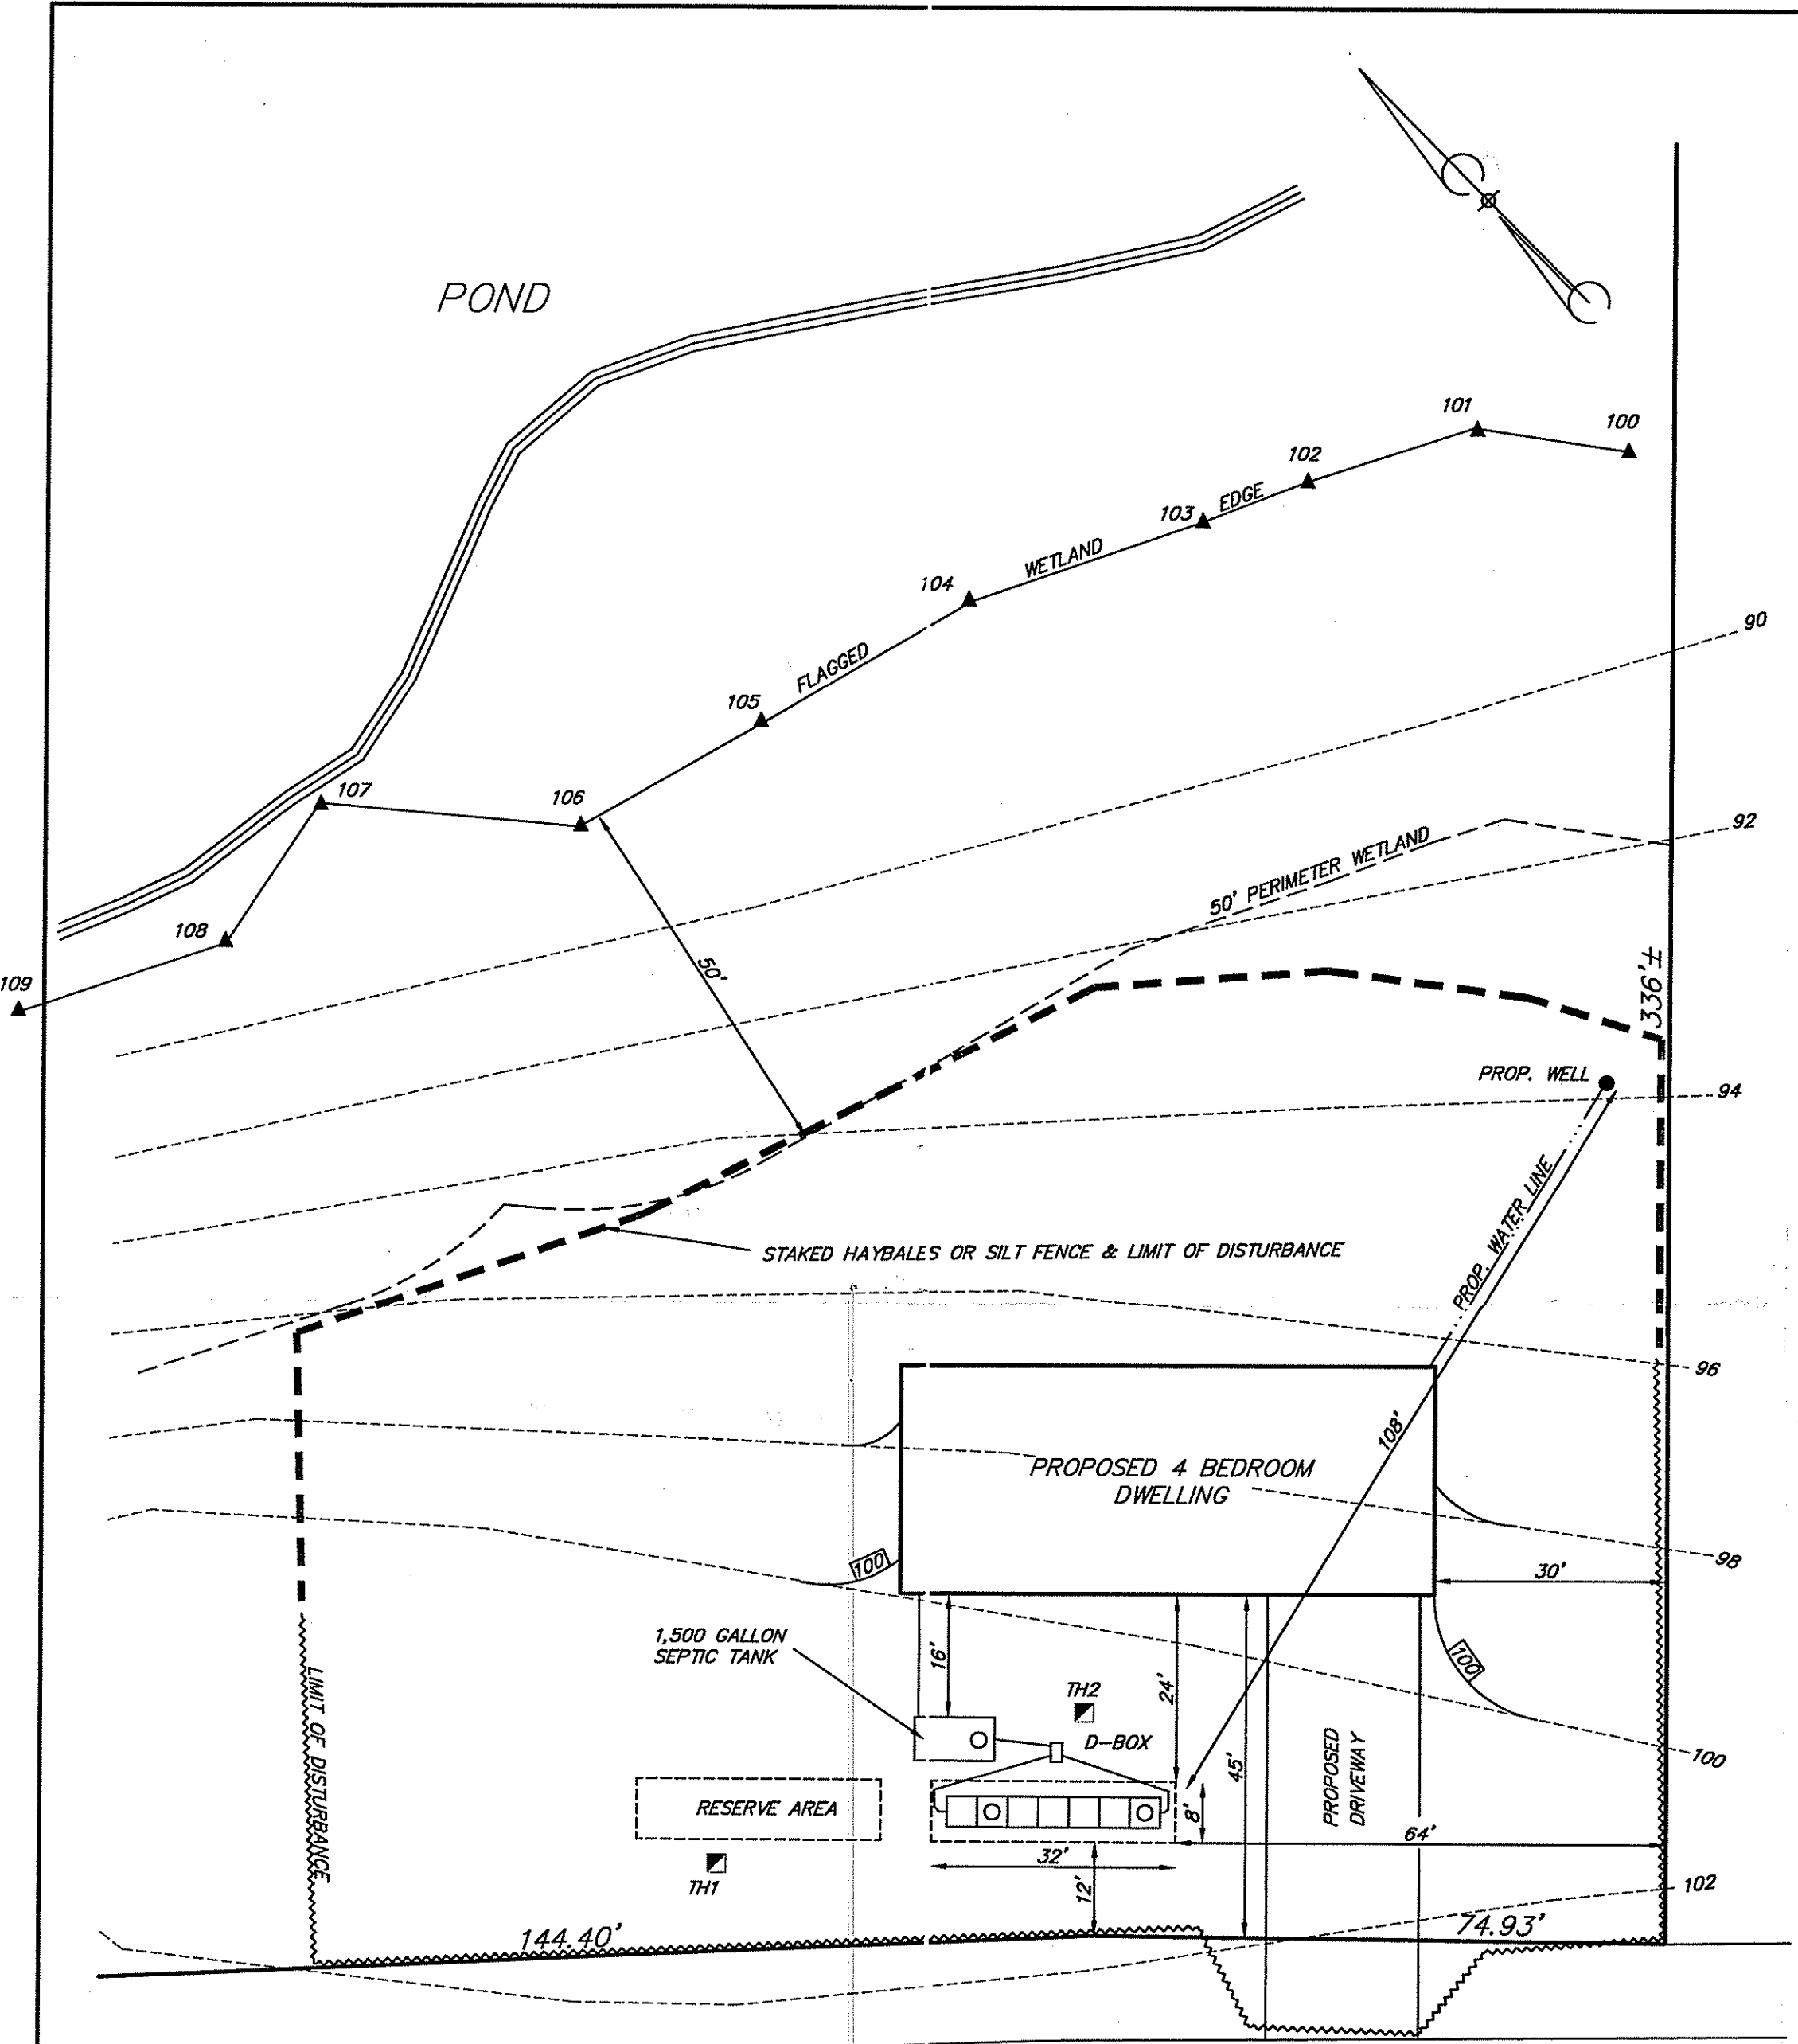 POND
101
100
102
103
EDGE
WETLAND
104
90
FLAGGED
105
107
106
92
50' PERIMETER WETLAND
108
109
50'
336'±
PROP. WELL
94
PROP. WATER LINE
STAKED HAYBALES OR SILT FENCE & LIMIT OF DISTURBANCE
96
108'
PROPOSED 4 BEDROOM
DWELLING
98
100
30'
1,500 GALLON
SEPTIC TANK
16'
24'
100
LIMIT OF DISTURBANCE
TH2
D-BOX
100
45'
PROPOSED
DRIVEWAY
RESERVE AREA
8'
64'
32'
TH1
12'
102
144.40'
74.93'